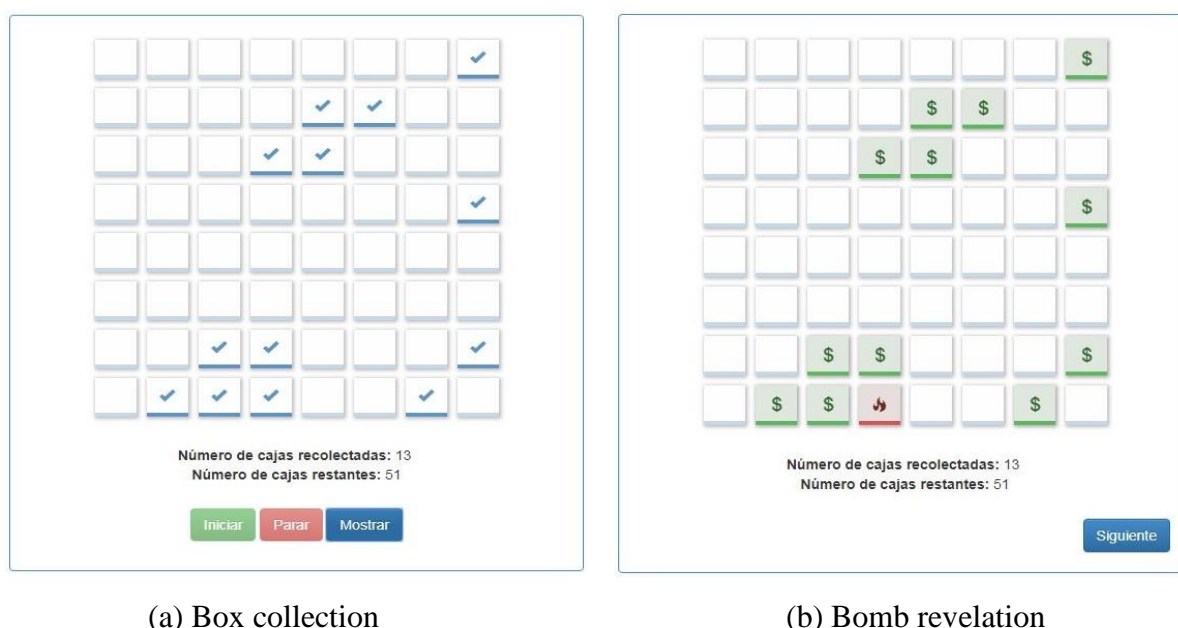 Número de cajas recolectadas: 13
Número de cajas restantes: 51
Iniciar Parar Mostrar
(a) Box collection
$
$ $
$ $
$
$ $ $
$ $ $
Número de cajas recolectadas: 13
Número de cajas restantes: 51
Siguiente
(b) Bomb revelation